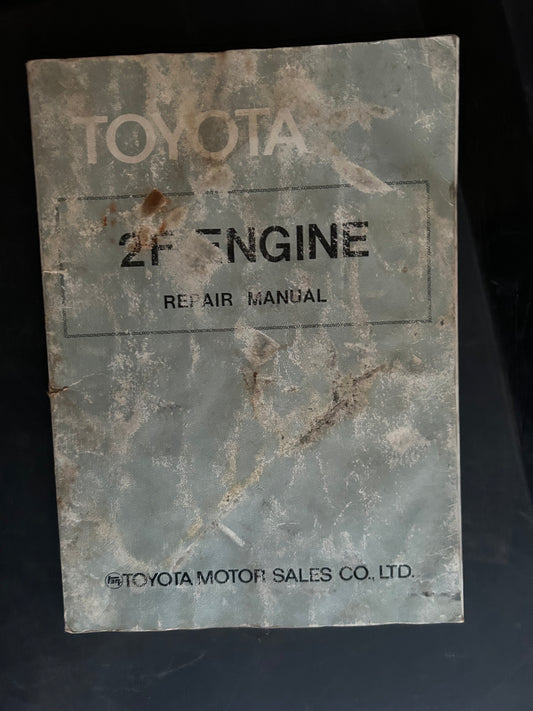 TOYOTA
2F ENGINE
REPAIR MANUAL
TOYOTA MOTOR SALES CO., LTD.